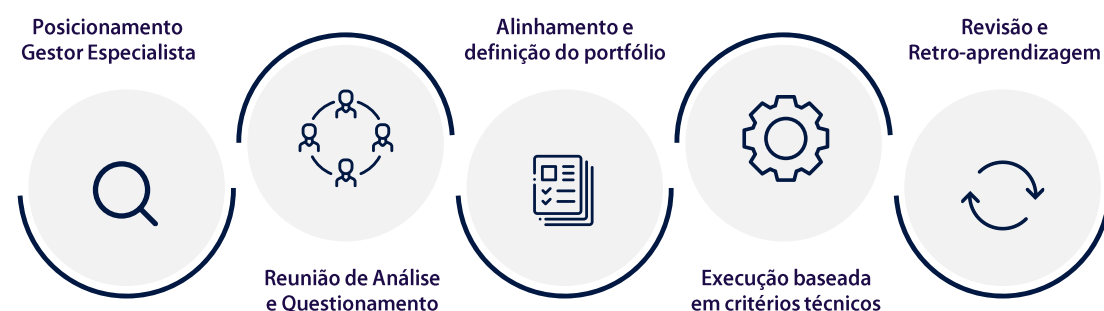 Posicionamento
Gestor Especialista
Reunião de Análise
e Questionamento
Alinhamento e
definição do portfólio
Execução baseada
em critérios técnicos
Revisão e
Retro-aprendizagem